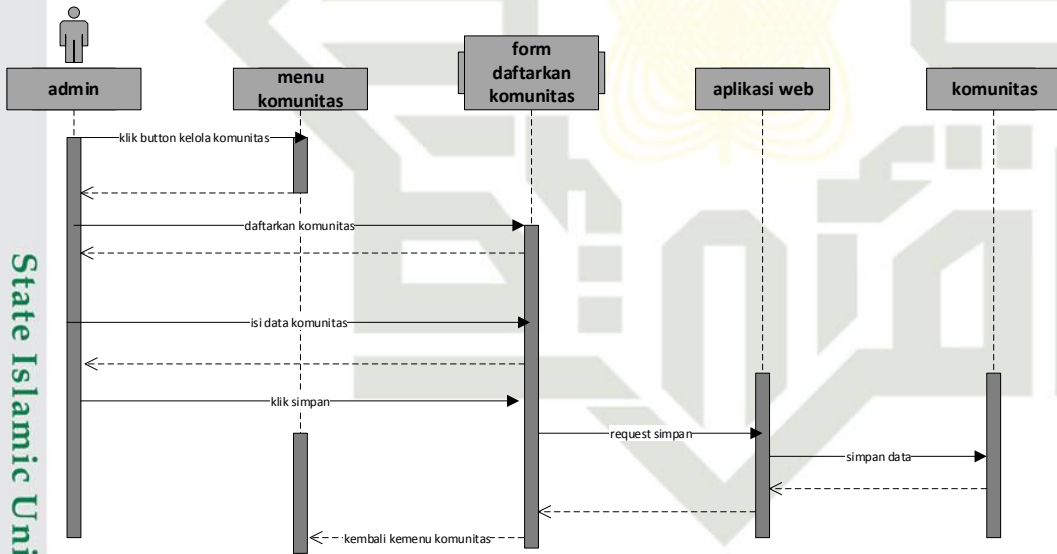 form
daftarkan
komunitas
admin
menu
komunitas
aplikasi web
komunitas
klik button kelola komunitas
daftarkan komunitas
isi data komunitas
klik simpan
request simpan
simpan data
kembali kemenu komunitas
State Islamic Uni